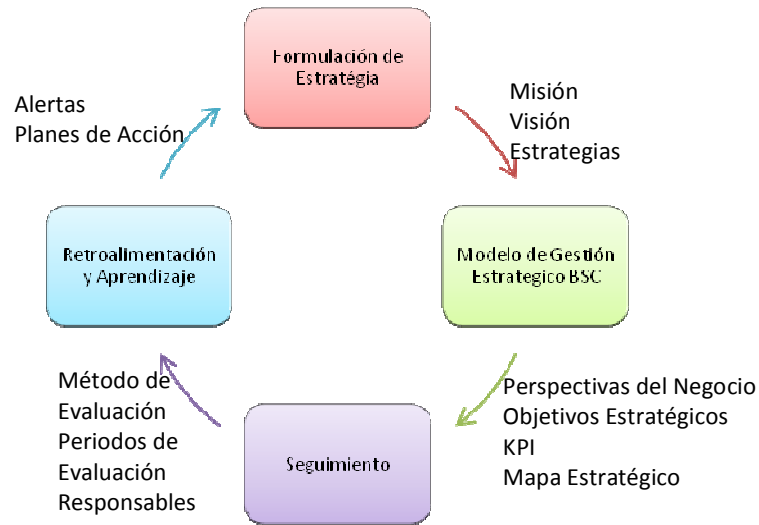 Formulación de
Estratégia
Misión
Visión
Estrategias
Modelo de Gestión
Estrategico BSC
Perspectivas del Negocio
Objetivos Estratégicos
KPI
Mapa Estratégico
Seguimiento
Método de
Evaluación
Periodos de
Evaluación
Responsables
Retroalimentación
y Aprendizaje
Alertas
Planes de Acción